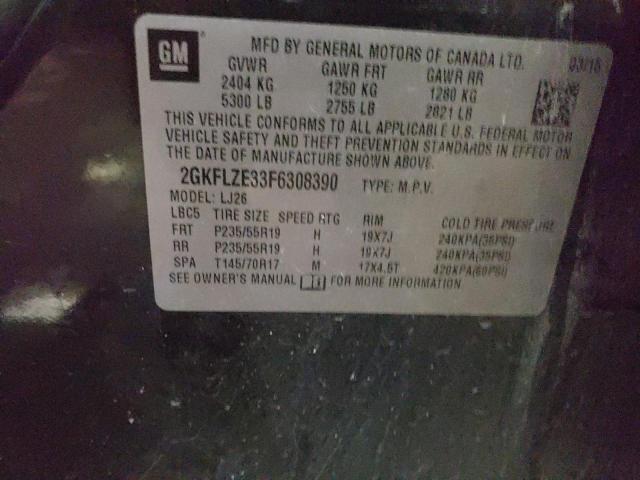 GM
MFD BY GENERAL MOTORS OF CANADA LTD. 03/15
GVWR GAWR FRT GAWR RR
2404 KG 1250 KG 1280 KG
5300 LB 2755 LB 2821 LB
THIS VEHICLE CONFORMS TO ALL APPLICABLE U.S. FEDERAL MOTOR
VEHICLE SAFETY AND THEFT PREVENTION STANDARDS IN EFFECT ON
THE DATE OF MANUFACTURE SHOWN ABOVE.
2GKFLZE33F6308390 TYPE: M.P.V.
MODEL: LJ26
LBC5 TIRE SIZE SPEED RTG RIM COLD TIRE PRESSURE
FRT P235/55R19 H 19X7J 240KPA(35PSI)
RR P235/55R19 H 19X7J 240KPA(35PSI)
SPA T145/70R17 M 17X4.5T 420KPA(60PSI)
SEE OWNER'S MANUAL FOR MORE INFORMATION